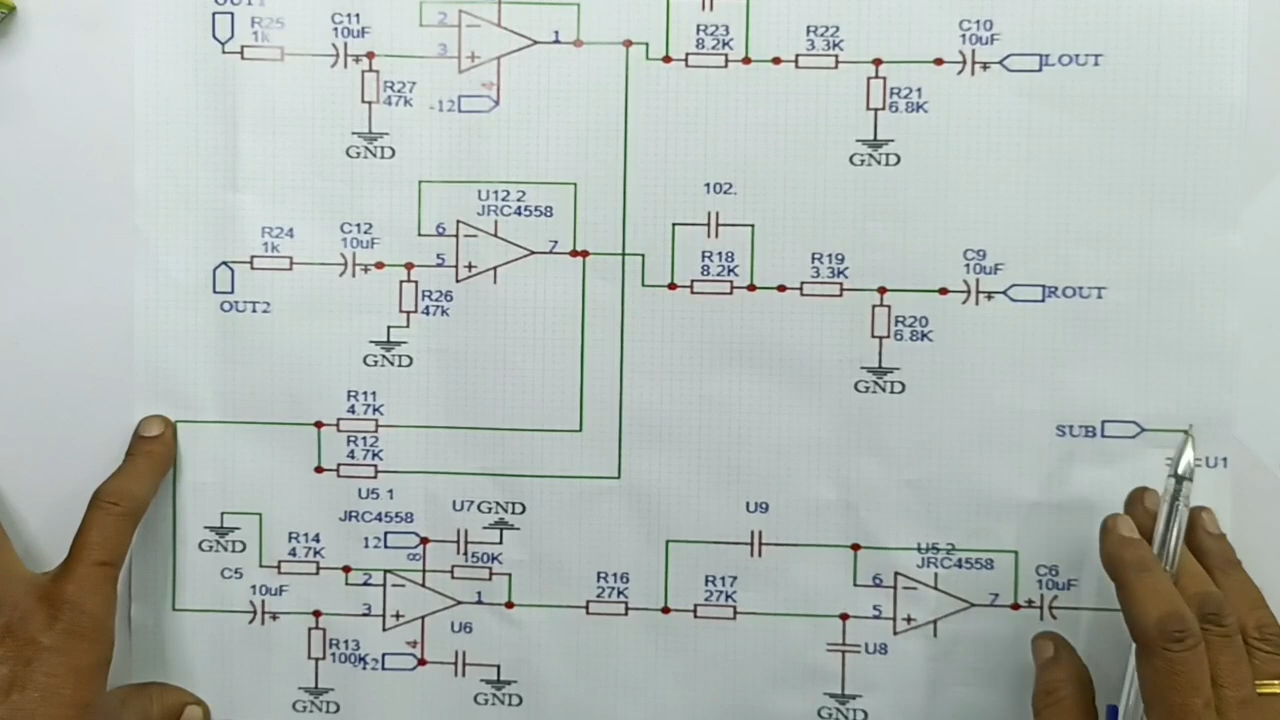 OUT1
R25
1k
C11
10uF
2
3
1
4
-12
R27
47k
GND
R23
8.2K
R22
3.3K
C10
10uF
LOUT
R21
6.8K
GND
U12.2
JRC4558
6
5
7
R24
1k
C12
10uF
OUT2
R26
47k
GND
102.
R18
8.2K
R19
3.3K
C9
10uF
ROUT
R20
6.8K
GND
R11
4.7K
R12
4.7K
SUB
U1
U5.1
JRC4558
U7
GND
12
8
150K
GND
R14
4.7K
C5
10uF
2
3
1
4
R13
100K
GND
U6
GND
R16
27K
U9
R17
27K
U5.2
JRC4558
6
5
7
U8
GND
C6
10uF